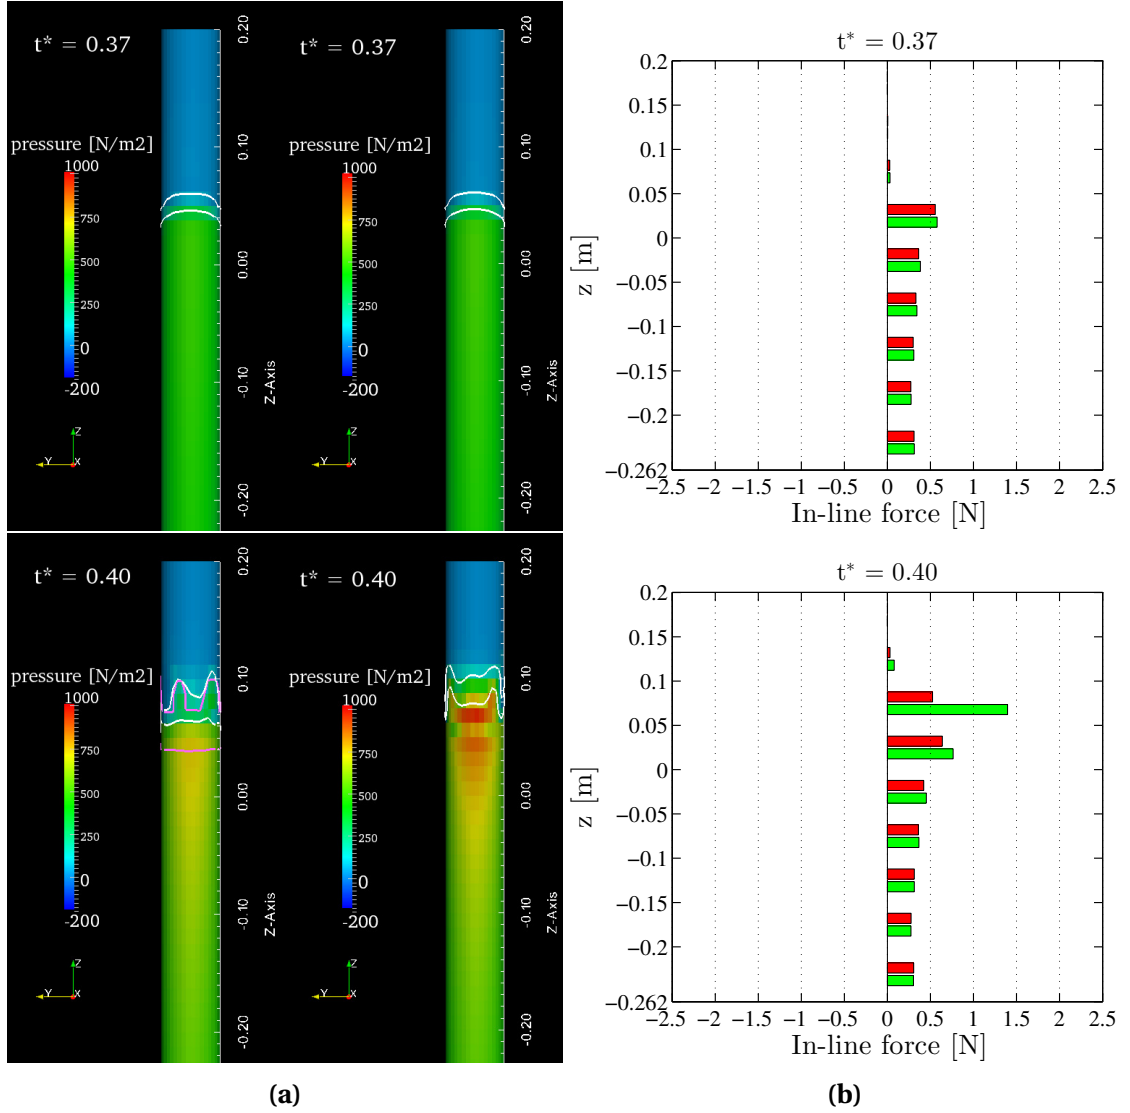 t* = 0.37
pressure [N/m2]
1000
750
500
250
0
-200
Z
Y
X
0.20
0.10
0.00
-0.10
-0.20
Z-Axis
t* = 0.37
pressure [N/m2]
1000
750
500
250
0
-200
Z
Y
X
0.20
0.10
0.00
-0.10
-0.20
Z-Axis
t* = 0.37
0.2
0.15
0.1
0.05
0
−0.05
−0.1
−0.15
−0.2
-0.262
z [m]
−2.5 −2 −1.5 −1 −0.5 0 0.5 1 1.5 2 2.5
In-line force [N]
t* = 0.40
pressure [N/m2]
1000
750
500
250
0
-200
Z
Y
X
0.20
0.10
0.00
-0.10
-0.20
Z-Axis
t* = 0.40
pressure [N/m2]
1000
750
500
250
0
-200
Z
Y
X
0.20
0.10
0.00
-0.10
-0.20
Z-Axis
t* = 0.40
0.2
0.15
0.1
0.05
0
−0.05
−0.1
−0.15
−0.2
-0.262
z [m]
−2.5 −2 −1.5 −1 −0.5 0 0.5 1 1.5 2 2.5
In-line force [N]
(a)
(b)